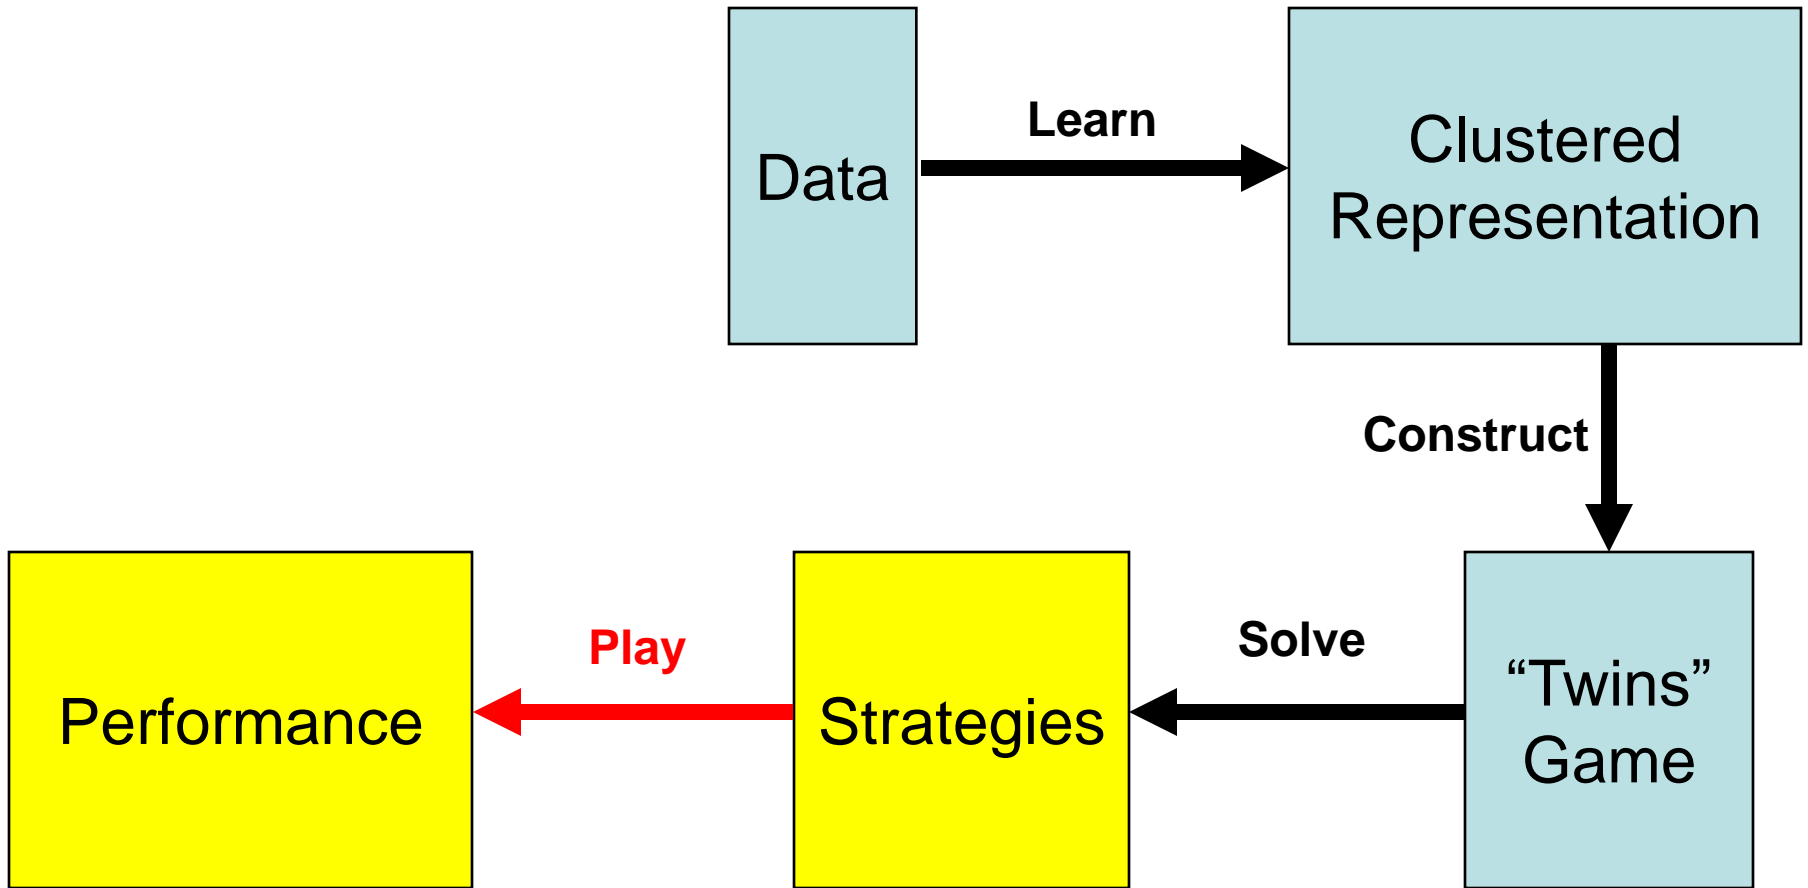 Data
Learn
Clustered
Representation
Construct
“Twins”
Game
Solve
Strategies
Play
Performance